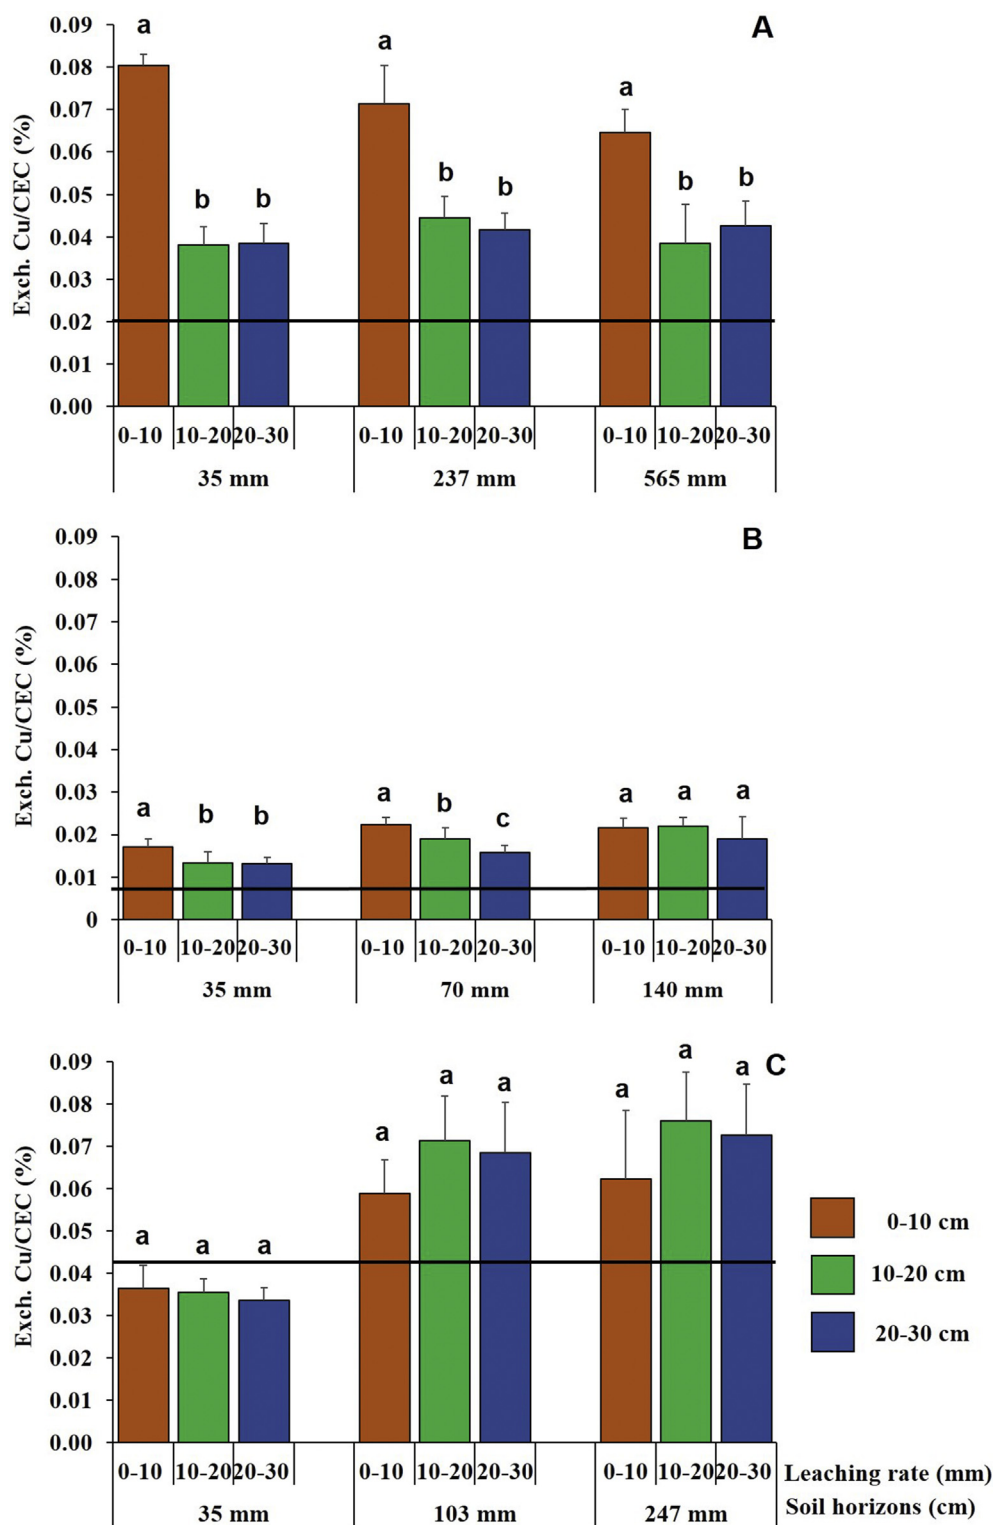 A
Exch. Cu/CEC (%)
0.09
0.08
0.07
0.06
0.05
0.04
0.03
0.02
0.01
0.00
a b b a b b a b b
0-10 10-20 20-30 0-10 10-20 20-30 0-10 10-20 20-30
35 mm 237 mm 565 mm
B
Exch. Cu/CEC (%)
0.09
0.08
0.07
0.06
0.05
0.04
0.03
0.02
0.01
0
a b b a b c a a a
0-10 10-20 20-30 0-10 10-20 20-30 0-10 10-20 20-30
35 mm 70 mm 140 mm
C
Exch. Cu/CEC (%)
0.09
0.08
0.07
0.06
0.05
0.04
0.03
0.02
0.01
0.00
a a a a a a a a a
0-10 cm
10-20 cm
20-30 cm
0-10 10-20 20-30 0-10 10-20 20-30 0-10 10-20 20-30 Leaching rate (mm)
35 mm 103 mm 247 mm Soil horizons (cm)